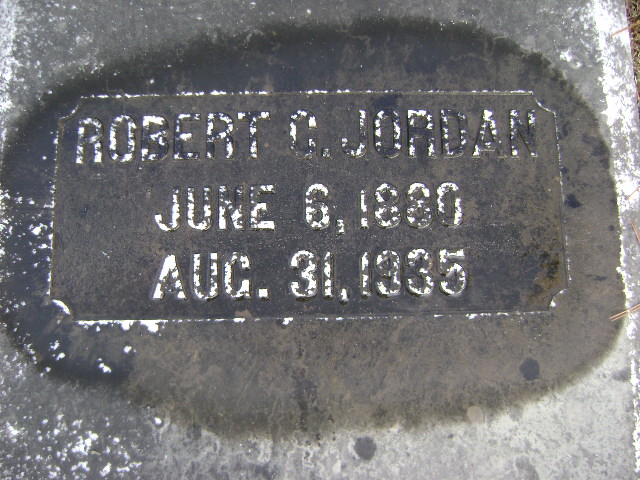 ROBERT C. JORDAN
JUNE 6, 1880
AUG. 31, 1935